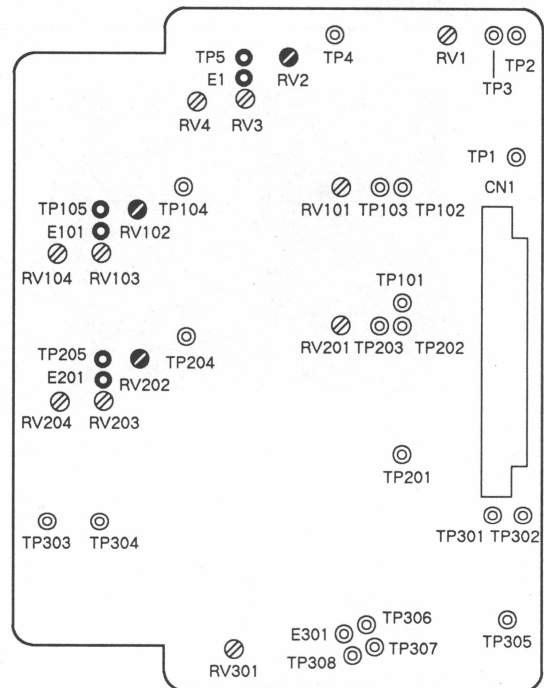 TP5 RV2 TP4 RV1 TP2
E1 TP3
RV4 RV3
TP1
TP105 TP104 RV101 TP103 TP102 CN1
E101 RV102
RV104 RV103
TP101
TP205 TP204 RV201 TP203 TP202
E201 RV202
RV204 RV203
TP201
TP303 TP304 TP301 TP302
TP306
E301 TP307 TP305
RV301 TP308